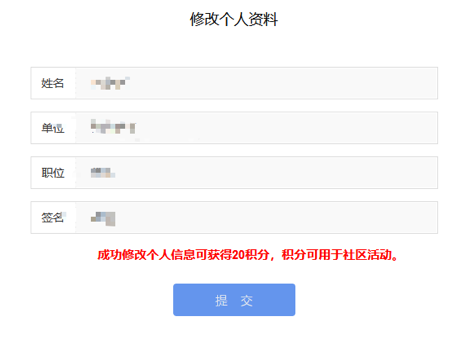 修改个人资料
姓名
单位
职位
签名
成功修改个人信息可获得20积分，积分可用于社区活动。
提 交